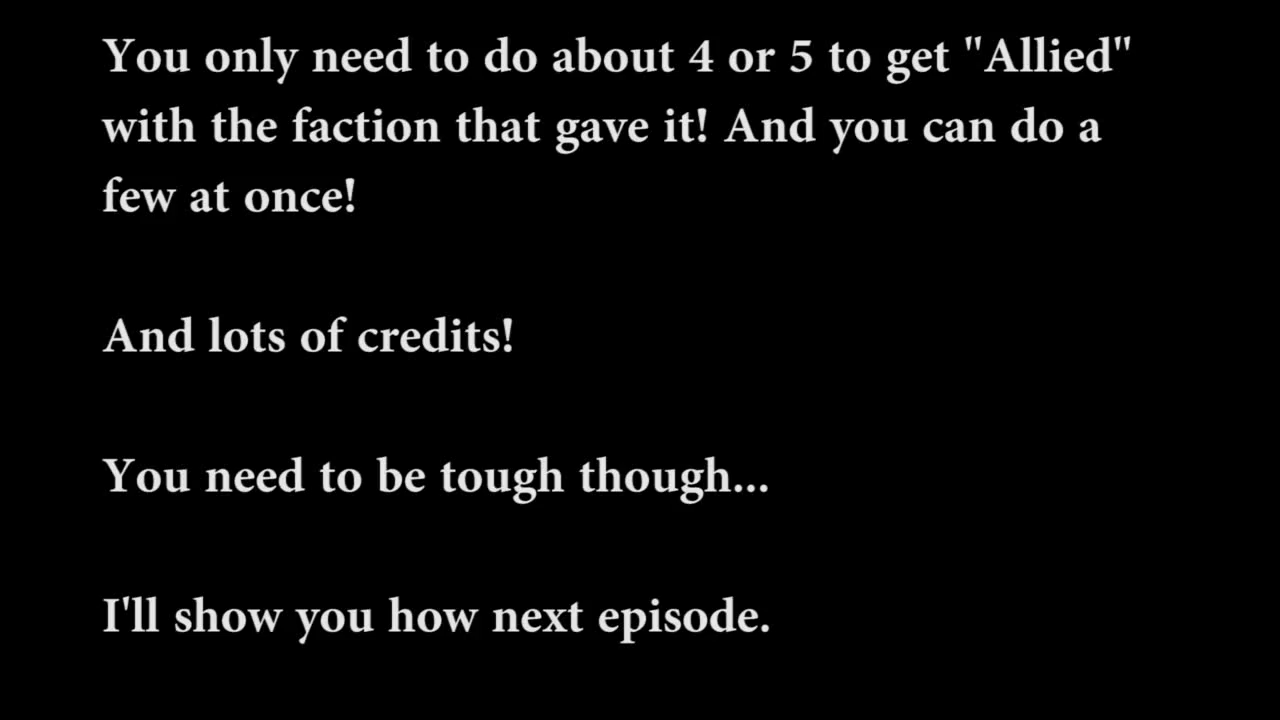 You only need to do about 4 or 5 to get "Allied"
with the faction that gave it! And you can do a
few at once!
And lots of credits!
You need to be tough though...
I'll show you how next episode.